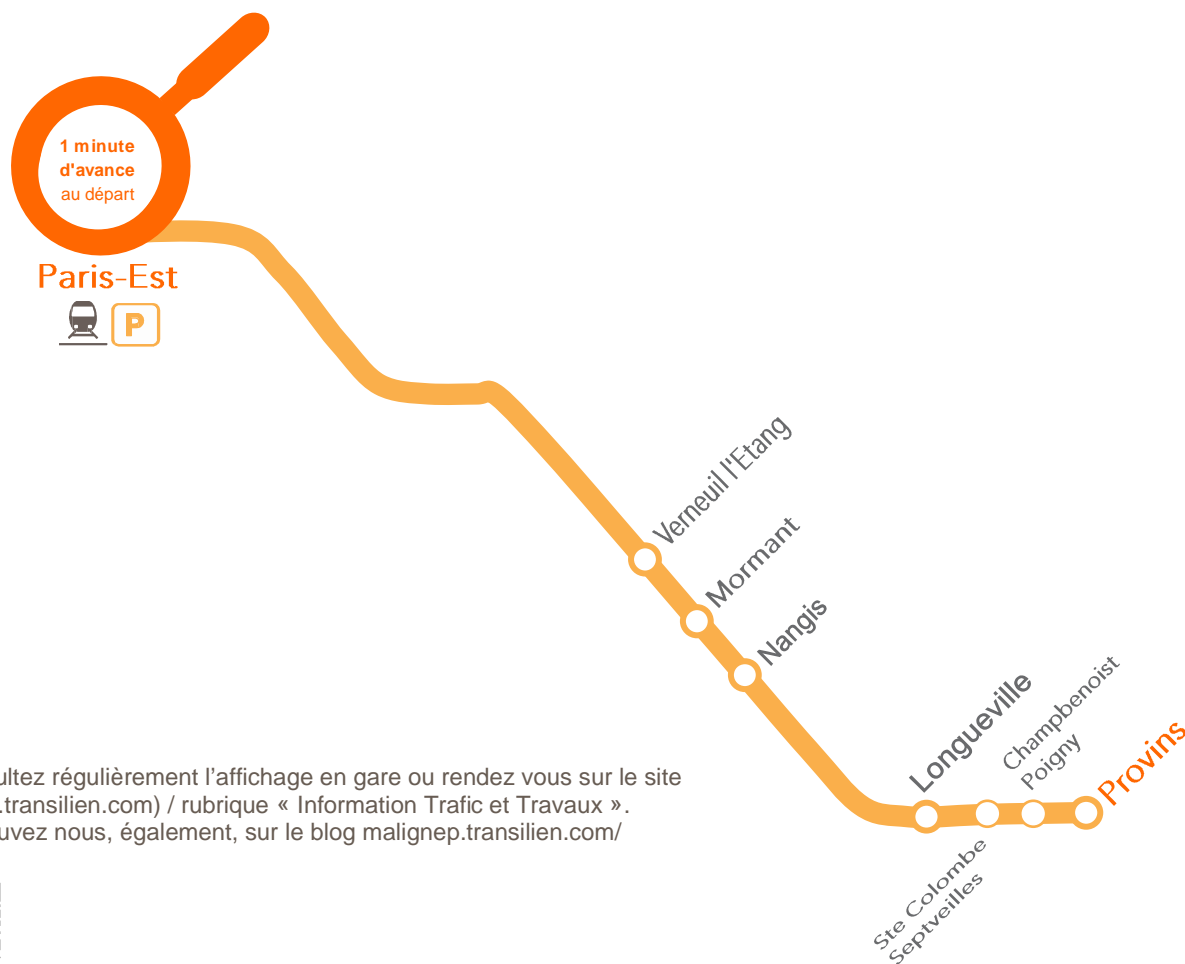 1 minute
d'avance
au départ
Paris-Est
P
Verneuil l'Etang
Mormant
Nangis
Longueville
Champbenoist
Poigny
Provins
Ste Colombe
Septveilles
régulièrement l’affichage en gare ou rendez vous sur le site
.transilien.com) / rubrique « Information Trafic et Travaux ».
nous, également, sur le blog malignep.transilien.com/